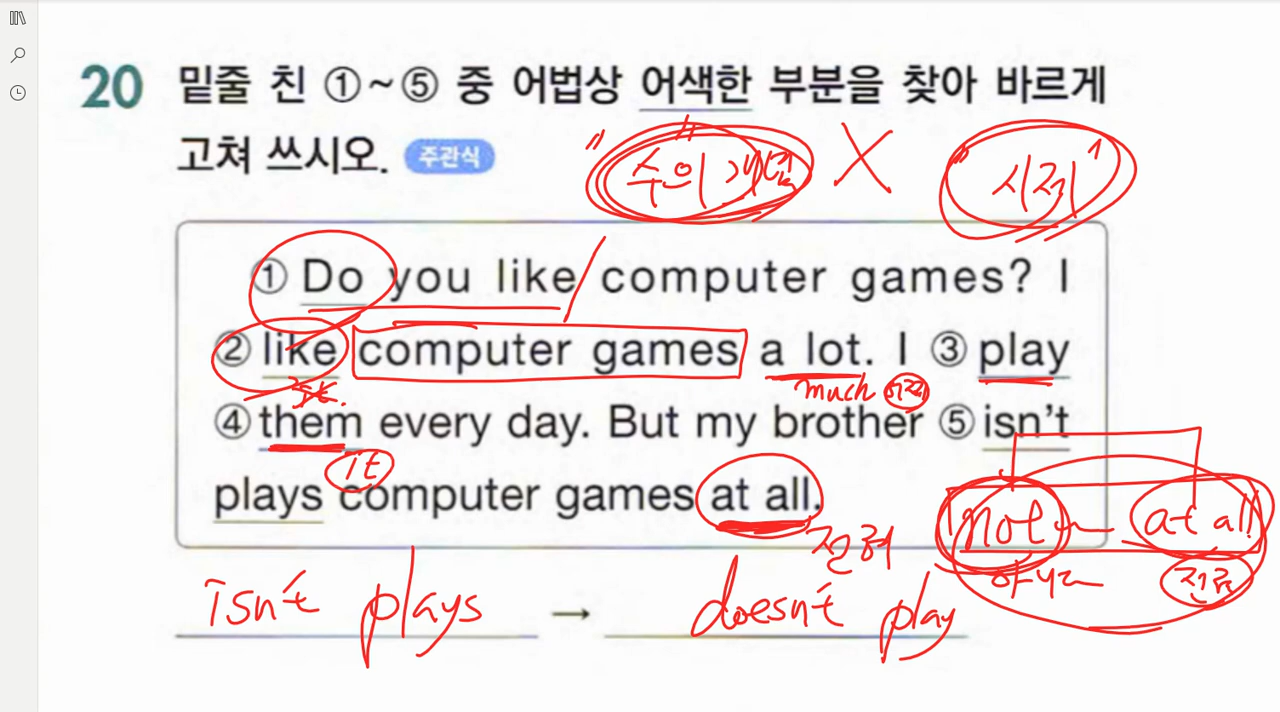 20 밑줄 친 ①~⑤ 중 어법상 어색한 부분을 찾아 바르게
고쳐 쓰시오. 주관식
"수의 개념" X "시제"
① Do you like / computer games? I
② like computer games a lot. I ③ play
much
④ them every day. But my brother ⑤ isn't
it
plays computer games at all.
not ~ at all
전혀
아니다 전혀
isn't plays → doesn't play